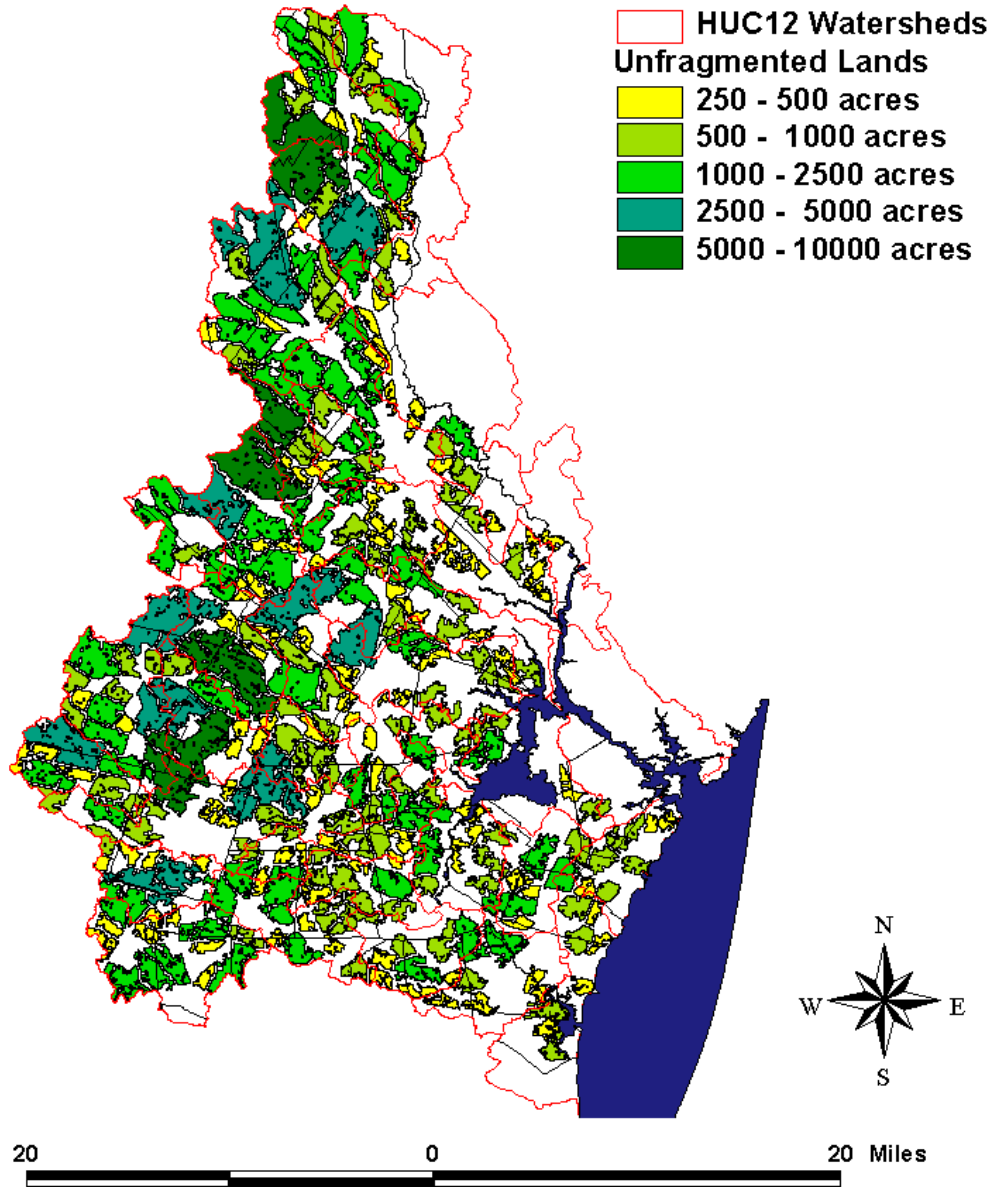 HUC12 Watersheds
Unfragmented Lands
250 - 500 acres
500 - 1000 acres
1000 - 2500 acres
2500 - 5000 acres
5000 - 10000 acres
N
W E
S
20 0 20 Miles